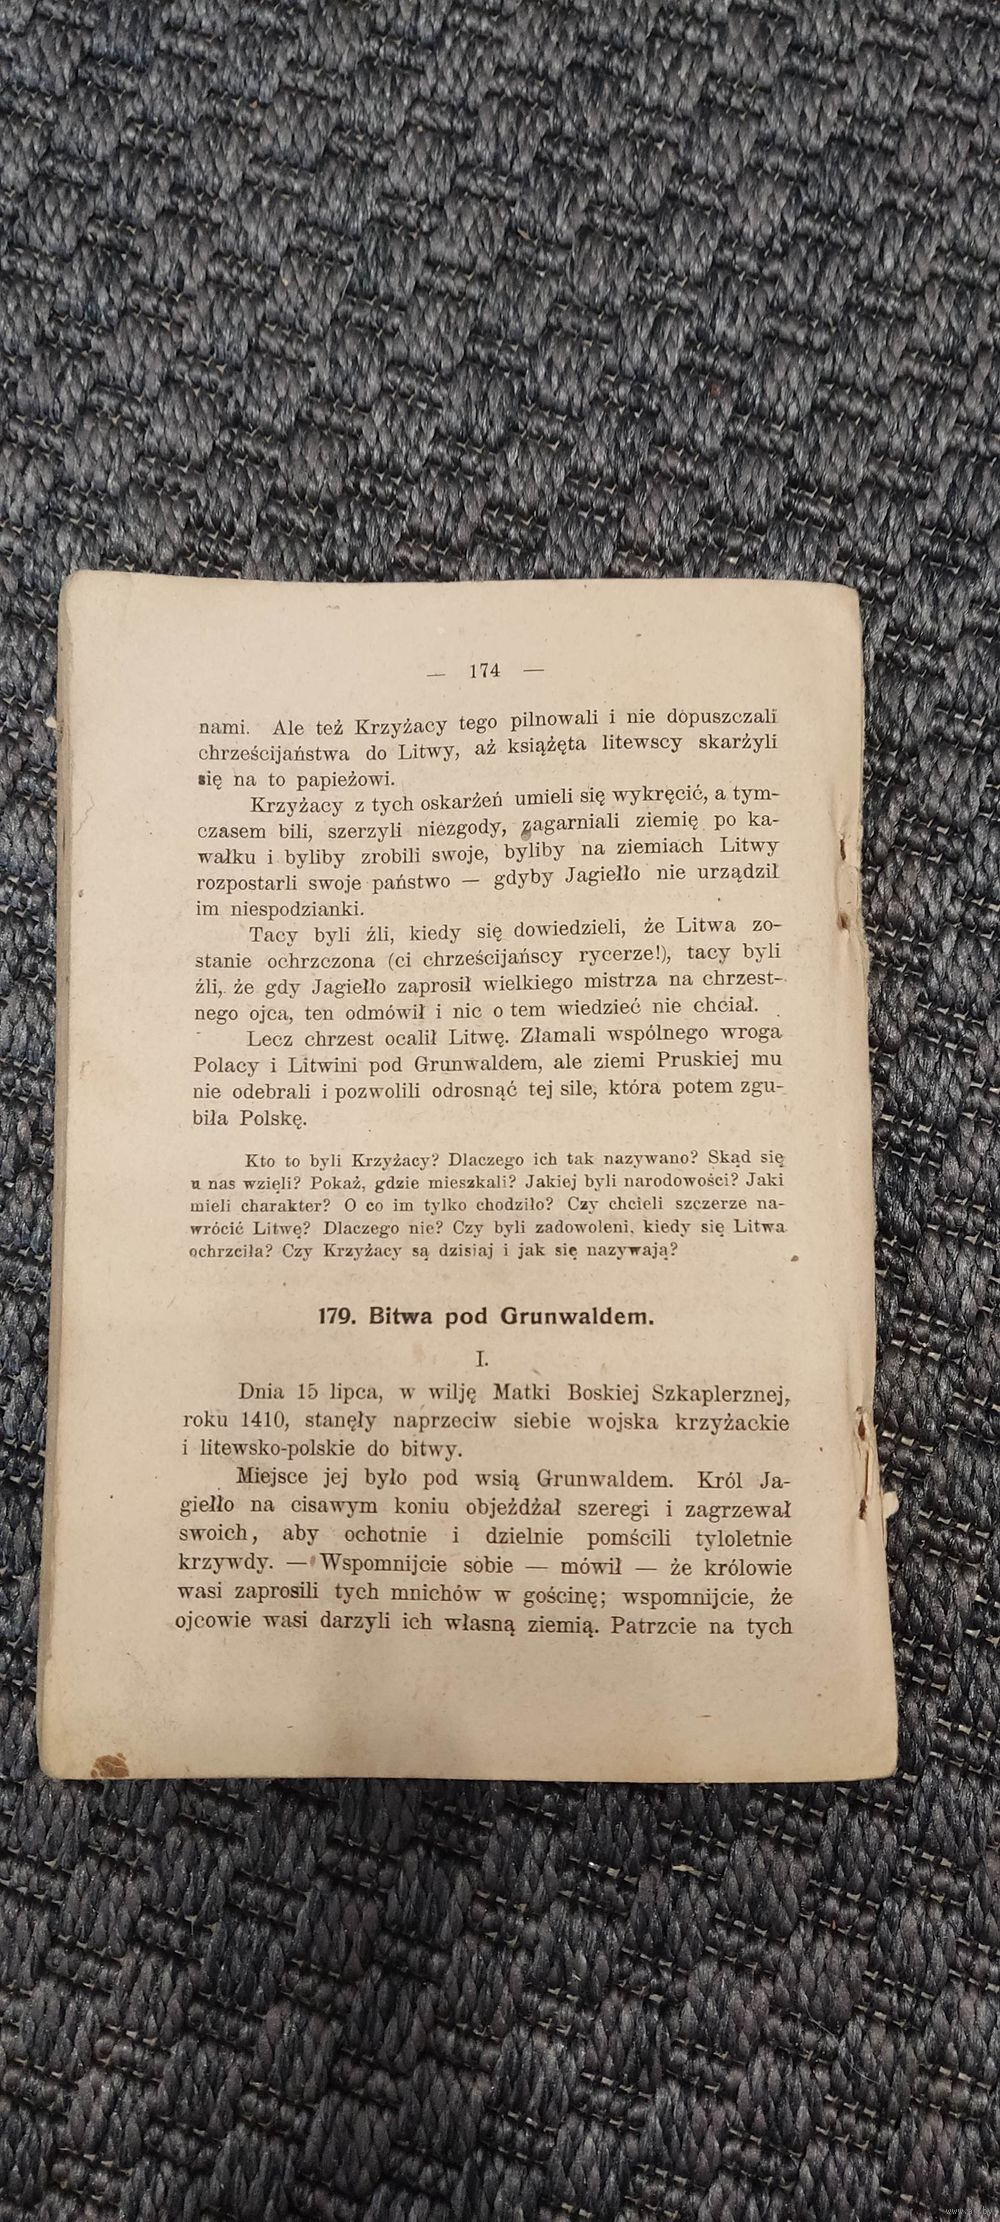 — 174 —
nami. Ale też Krzyżacy tego pilnowali i nie dopuszczali
chrześcijaństwa do Litwy, aż książęta litewscy skarżyli
się na to papieżowi.
Krzyżacy z tych oskarżeń umieli się wykręcić, a tym-
czasem bili, szerzyli niezgody, zagarniali ziemię po ka-
wałku i byliby zrobili swoje, byliby na ziemiach Litwy
rozpostarli swoje państwo — gdyby Jagiełło nie urządził
im niespodzianki.
Tacy byli źli, kiedy się dowiedzieli, że Litwa zo-
stanie ochrzczona (ci chrześcijańscy rycerze!), tacy byli
źli, że gdy Jagiełło zaprosił wielkiego mistrza na chrzest-
nego ojca, ten odmówił i nic o tem wiedzieć nie chciał.
Lecz chrzest ocalił Litwę. Złamali wspólnego wroga
Polacy i Litwini pod Grunwaldem, ale ziemi Pruskiej mu
nie odebrali i pozwolili odrosnąć tej sile, która potem zgu-
biła Polskę.
Kto to byli Krzyżacy? Dlaczego ich tak nazywano? Skąd się
u nas wzięli? Pokaż, gdzie mieszkali? Jakiej byli narodowości? Jaki
mieli charakter? O co im tylko chodziło? Czy chcieli szczerze na-
wrócić Litwę? Dlaczego nie? Czy byli zadowoleni, kiedy się Litwa
ochrzciła? Czy Krzyżacy są dzisiaj i jak się nazywają?
179. Bitwa pod Grunwaldem.
I.
Dnia 15 lipca, w wilję Matki Boskiej Szkaplerznej,
roku 1410, stanęły naprzeciw siebie wojska krzyżackie
i litewsko-polskie do bitwy.
Miejsce jej było pod wsią Grunwaldem. Król Ja-
giełło na cisawym koniu objeżdżał szeregi i zagrzewał
swoich, aby ochotnie i dzielnie pomścili tyloletnie
krzywdy. — Wspomnijcie sobie — mówił — że królowie
wasi zaprosili tych mnichów w gościnę; wspomnijcie, że
ojcowie wasi darzyli ich własną ziemią. Patrzcie na tych